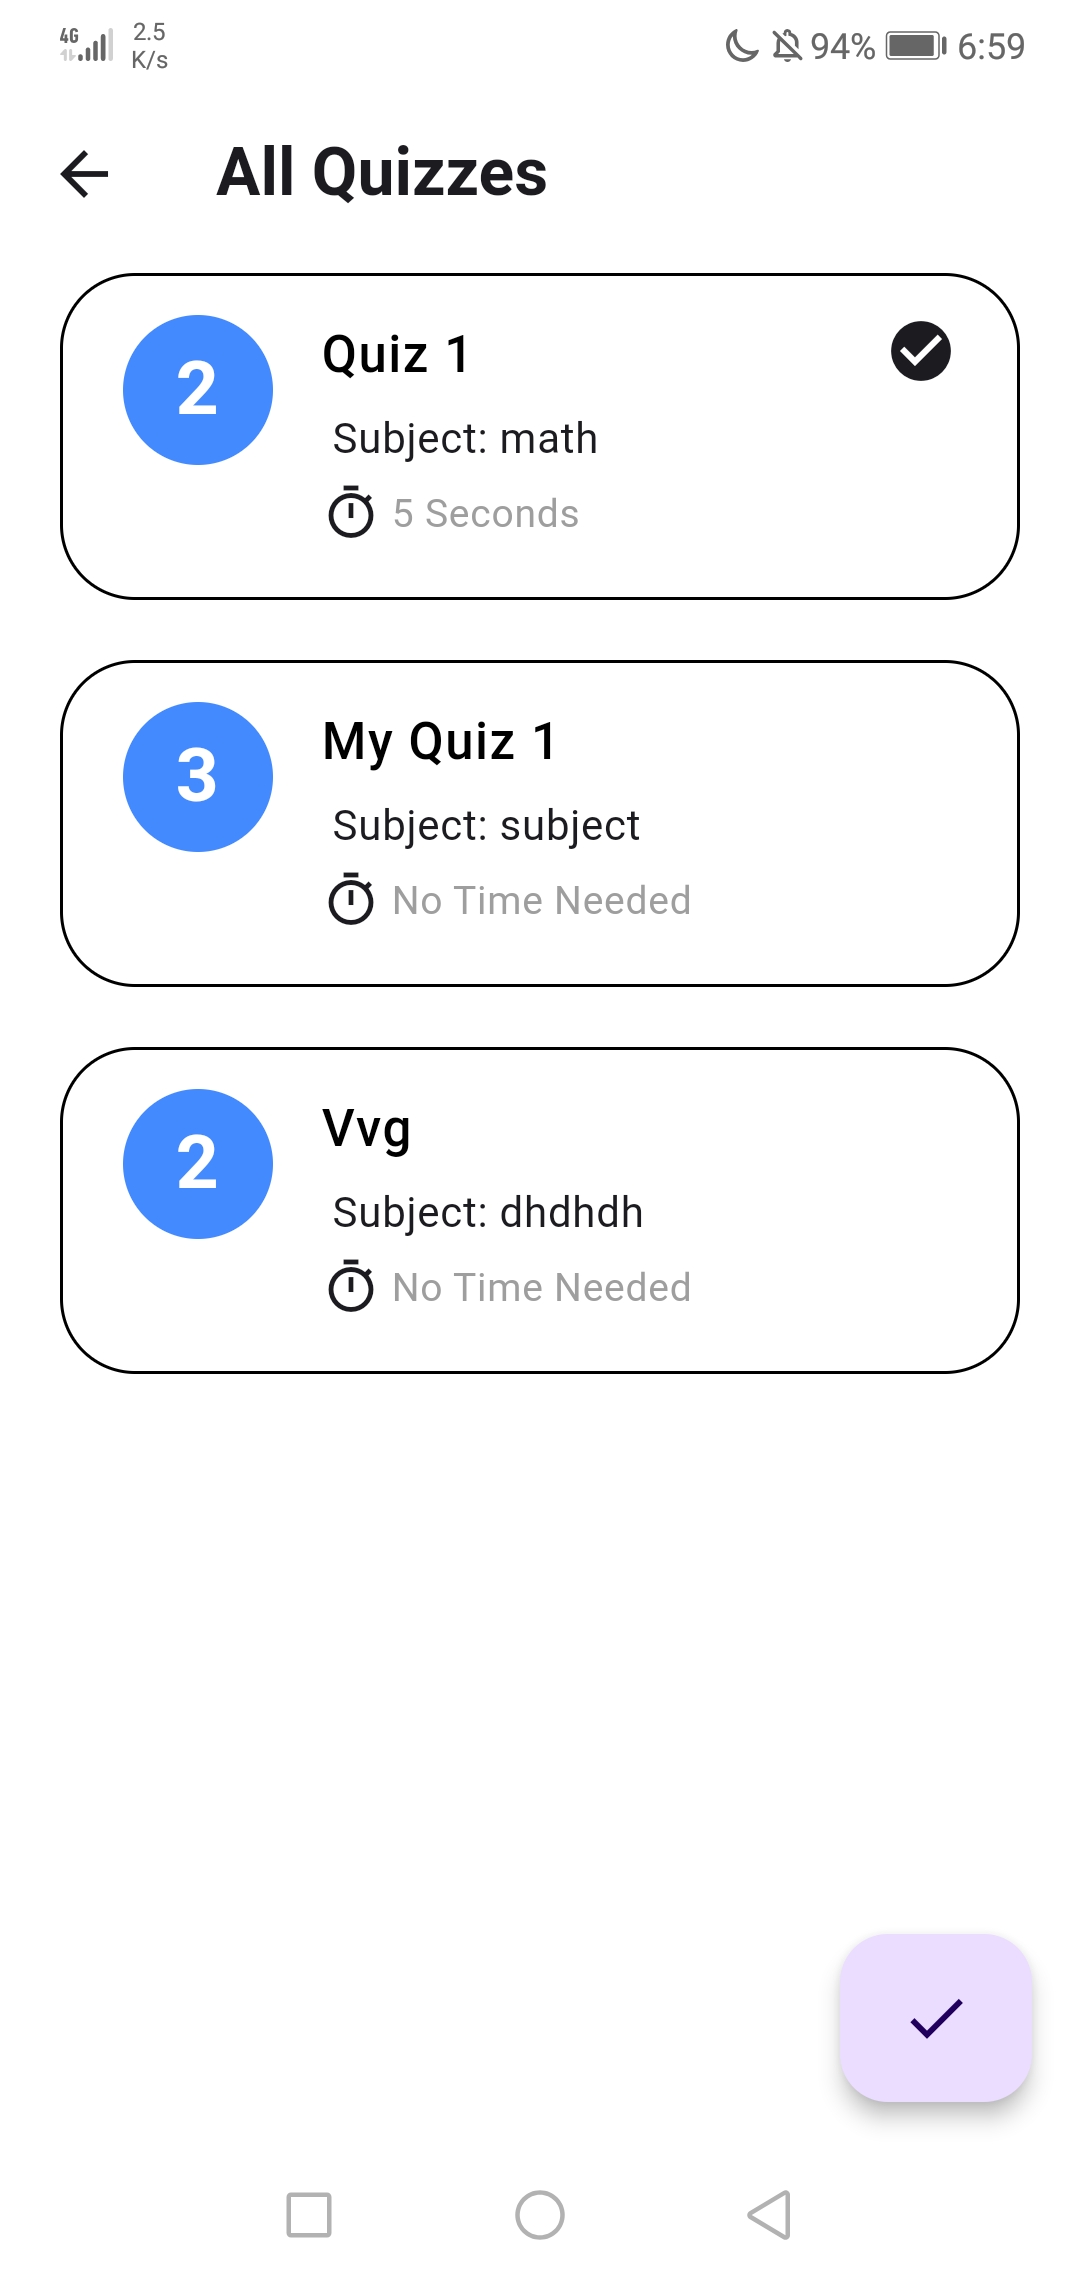 4G 2.5 K/s 94% 6:59
All Quizzes
2
Quiz 1
Subject: math
5 Seconds
3
My Quiz 1
Subject: subject
No Time Needed
2
Vvg
Subject: dhdhdh
No Time Needed